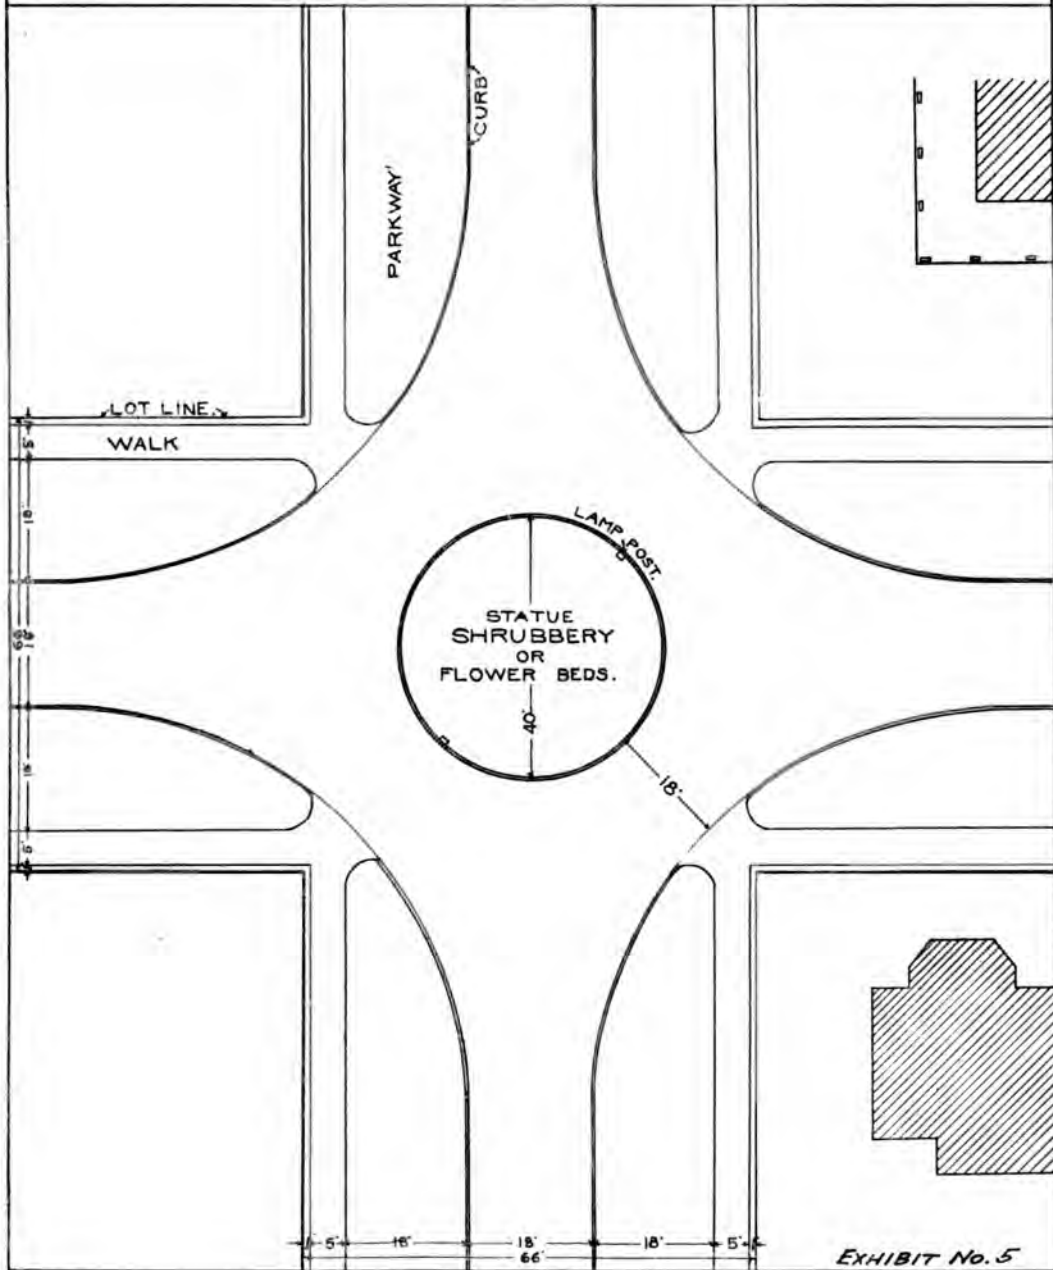 CURB
PARKWAY
LOT LINE.
WALK
5'
18'
18'
66'
18'
5'
LAMP POST.
STATUE
SHRUBBERY
OR
FLOWER BEDS.
40'
18'
5' 18' 18' 18' 5'
66'
EXHIBIT No. 5